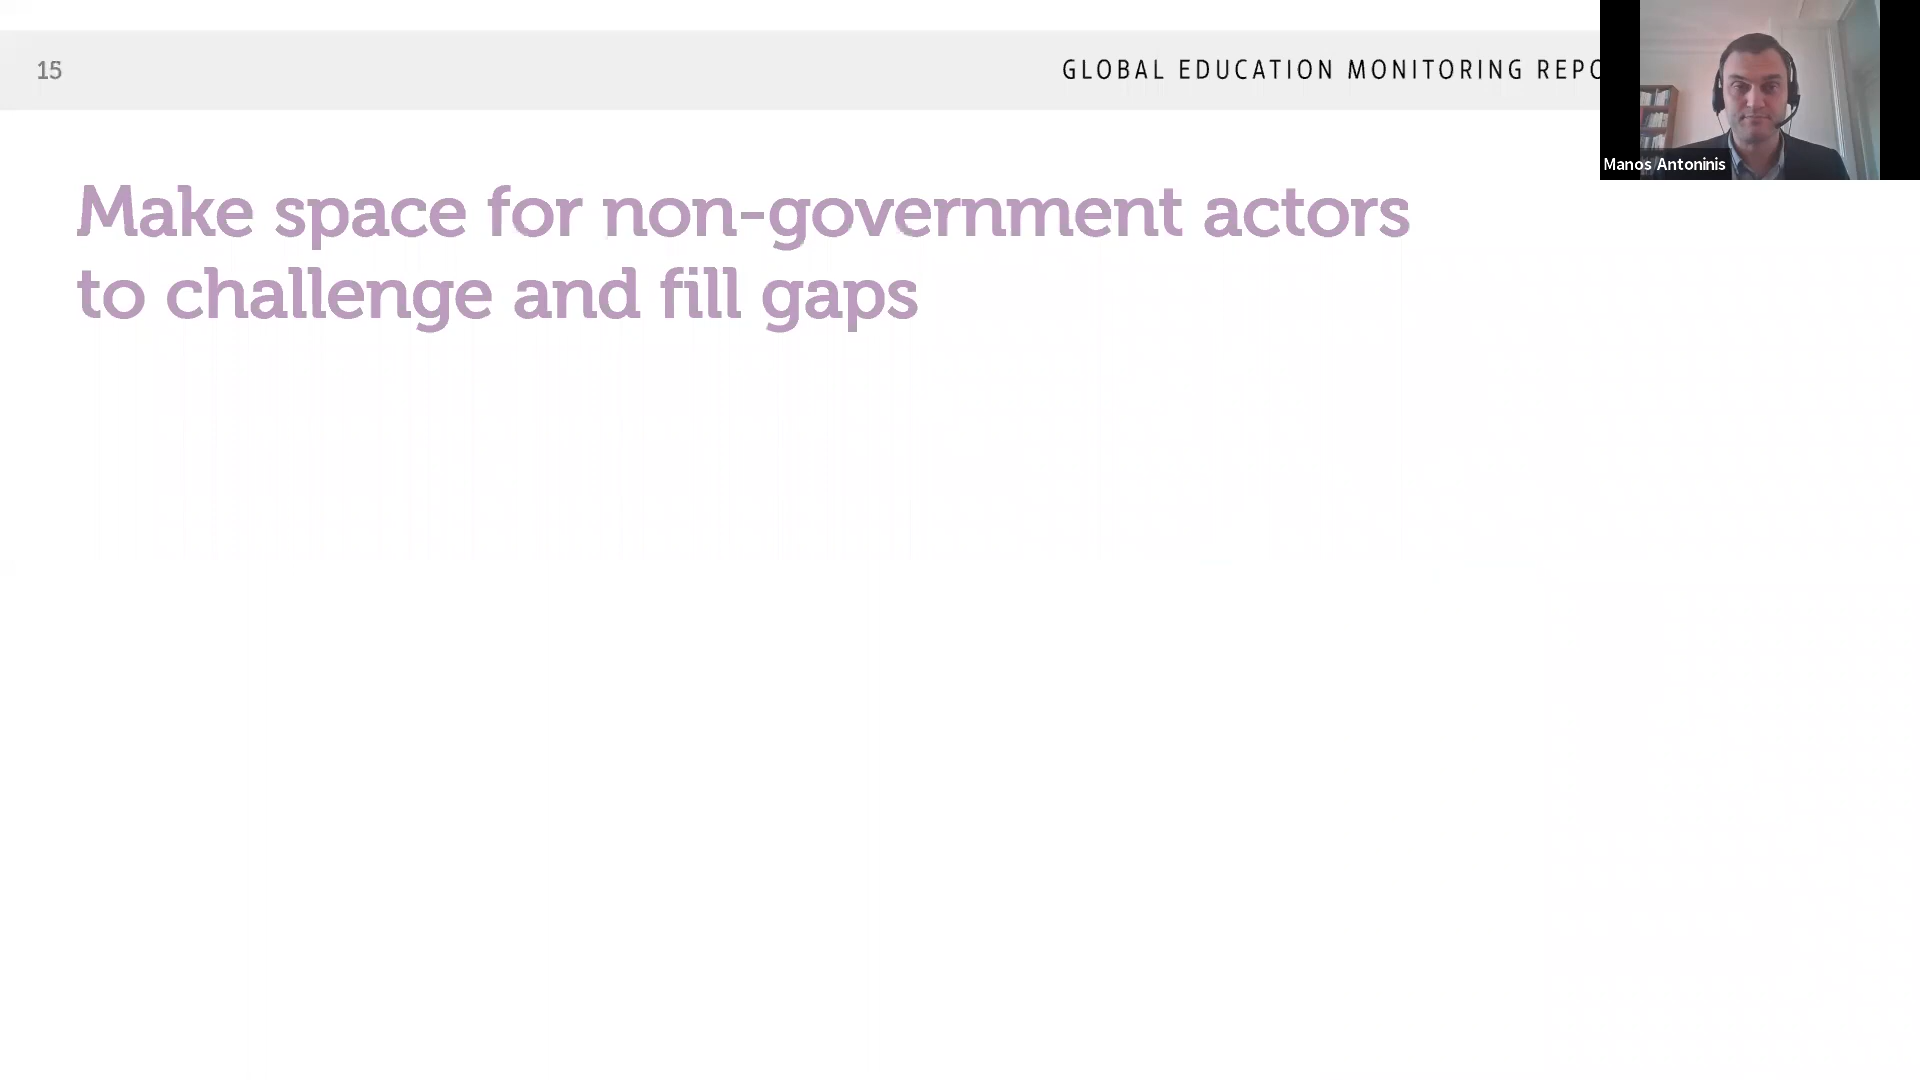 15
GLOBAL EDUCATION MONITORING REPO
Manos Antoninis
Make space for non-government actors
to challenge and fill gaps